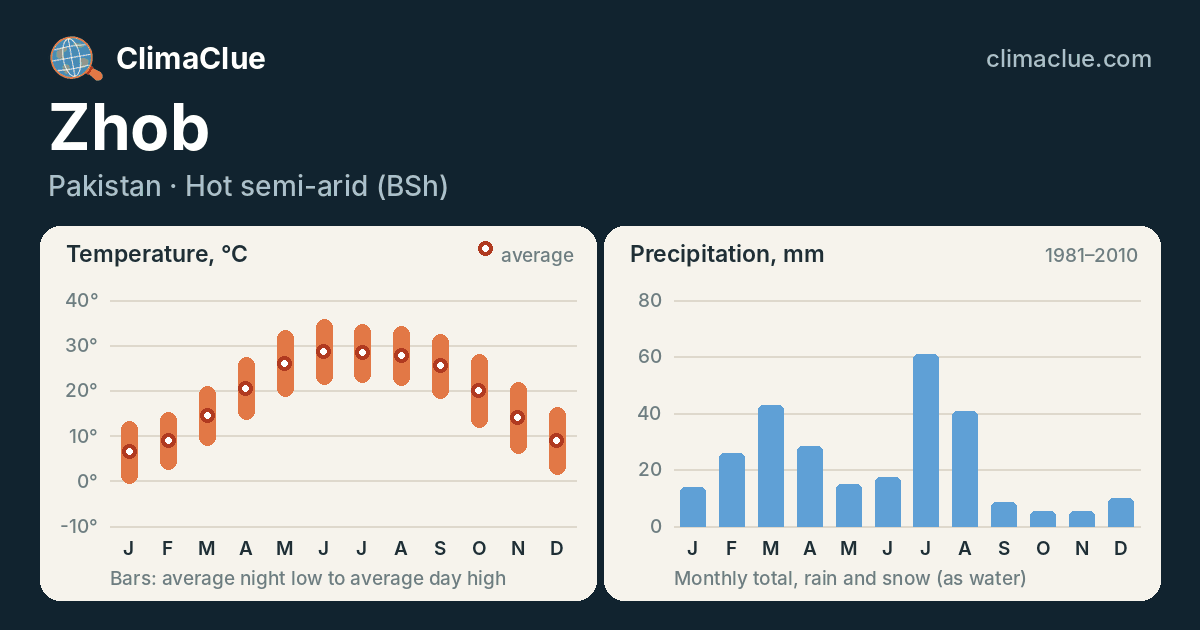 ClimaClue
climaclue.com
Zhob
Pakistan · Hot semi-arid (BSh)
Temperature, °C
average
40°
30°
20°
10°
0°
-10°
J F M A M J J A S O N D
Bars: average night low to average day high
Precipitation, mm
1981–2010
80
60
40
20
0
J F M A M J J A S O N D
Monthly total, rain and snow (as water)